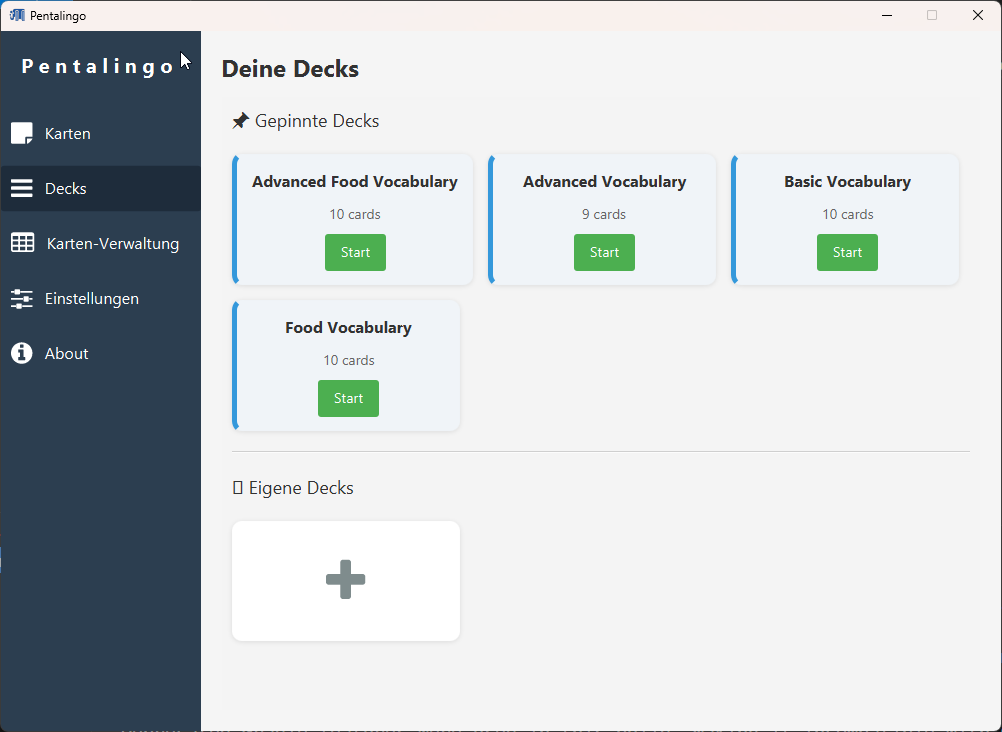 Pentalingo
Pentalingo
Karten
Decks
Karten-Verwaltung
Einstellungen
About
Deine Decks
Gepinnte Decks
Advanced Food Vocabulary
10 cards
Start
Advanced Vocabulary
9 cards
Start
Basic Vocabulary
10 cards
Start
Food Vocabulary
10 cards
Start
Eigene Decks